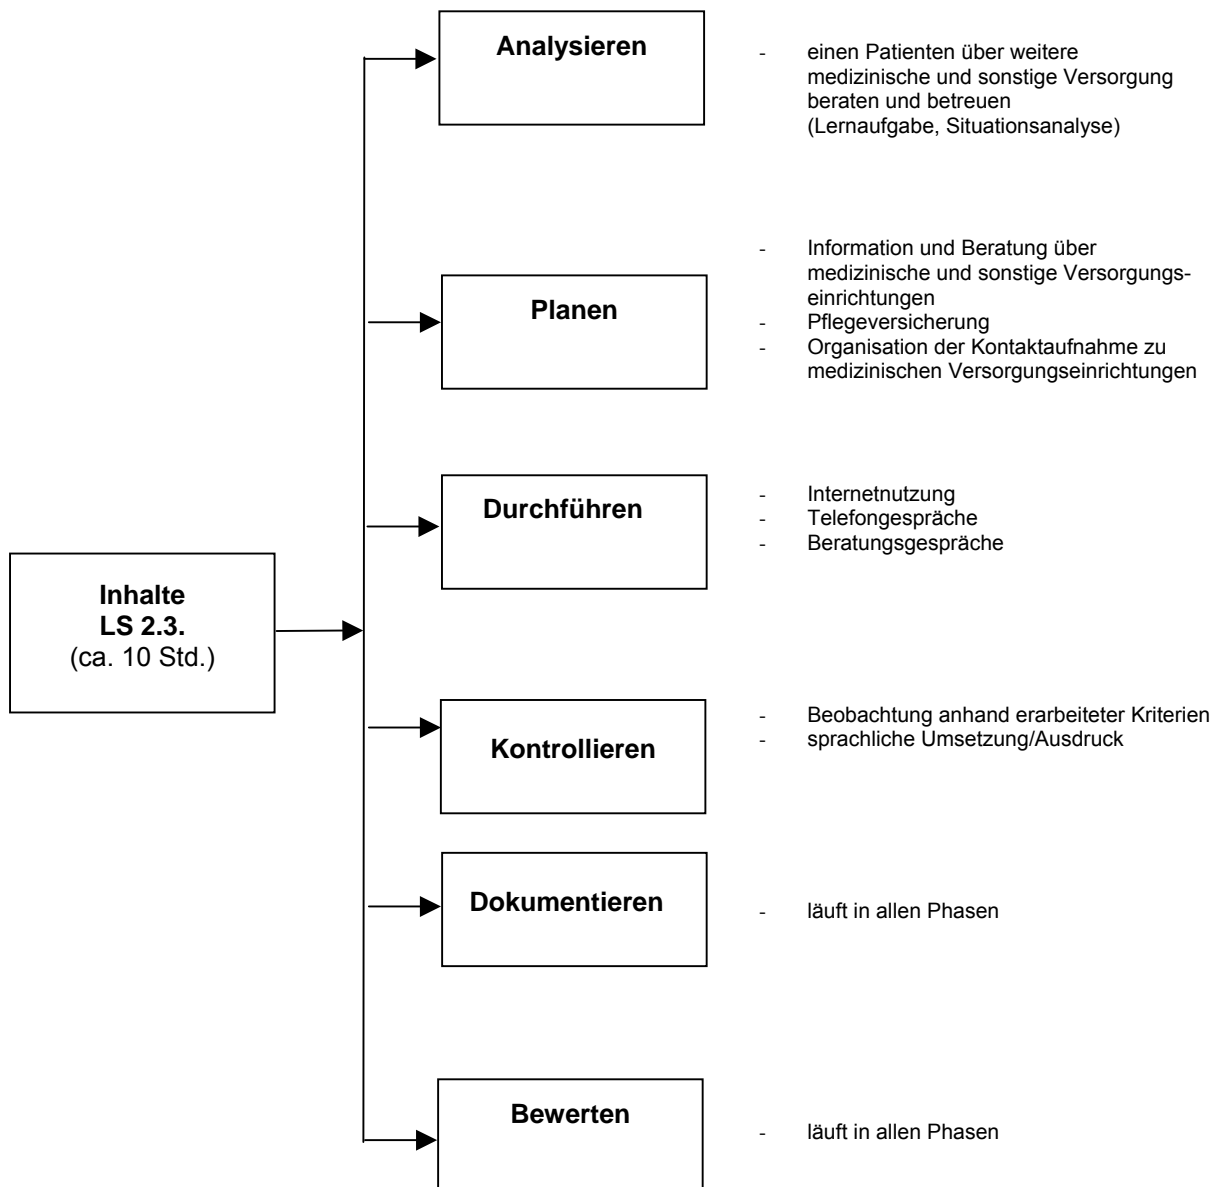 Analysieren
- einen Patienten über weitere
medizinische und sonstige Versorgung
beraten und betreuen
(Lernaufgabe, Situationsanalyse)
Planen
- Information und Beratung über
medizinische und sonstige Versorgungs-
einrichtungen
- Pflegeversicherung
- Organisation der Kontaktaufnahme zu
medizinischen Versorgungseinrichtungen
Durchführen
- Internetnutzung
- Telefongespräche
- Beratungsgespräche
Inhalte
LS 2.3.
(ca. 10 Std.)
Kontrollieren
- Beobachtung anhand erarbeiteter Kriterien
- sprachliche Umsetzung/Ausdruck
Dokumentieren
- läuft in allen Phasen
Bewerten
- läuft in allen Phasen